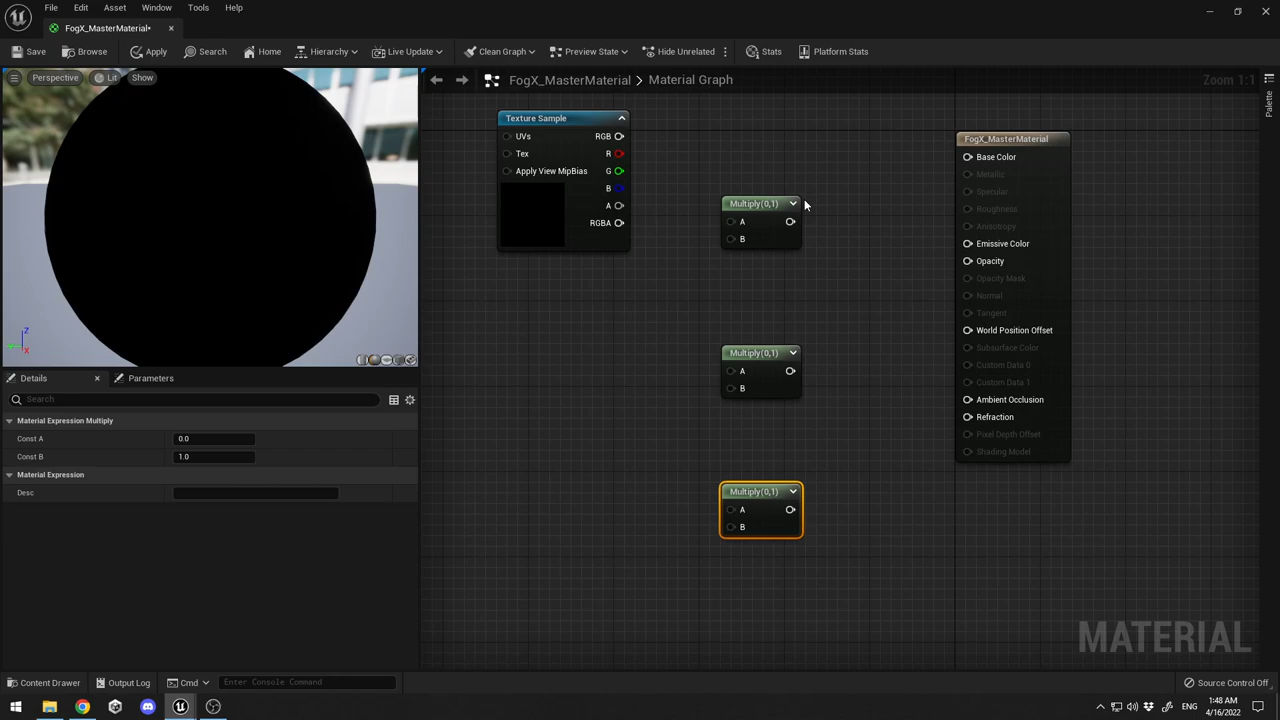 File Edit Asset Window Tools Help
FogX_MasterMaterial*
Save Browse Apply Search Home Hierarchy Live Update Clean Graph Preview State Hide Unrelated Stats Platform Stats
Perspective Lit Show
FogX_MasterMaterial > Material Graph
Zoom 1:1
Palette
Texture Sample
UVs RGB
Tex R
Apply View MipBias G
B
A
RGBA
Multiply(0,1)
A
B
Multiply(0,1)
A
B
Multiply(0,1)
A
B
FogX_MasterMaterial
Base Color
Metallic
Specular
Roughness
Anisotropy
Emissive Color
Opacity
Opacity Mask
Normal
Tangent
World Position Offset
Subsurface Color
Custom Data 0
Custom Data 1
Ambient Occlusion
Refraction
Pixel Depth Offset
Shading Model
Z
X
Details Parameters
Search
Material Expression Multiply
Const A 0.0
Const B 1.0
Material Expression
Desc
MATERIAL
Content Drawer Output Log Cmd Enter Console Command Source Control Off
ENG
1:48 AM
4/16/2022